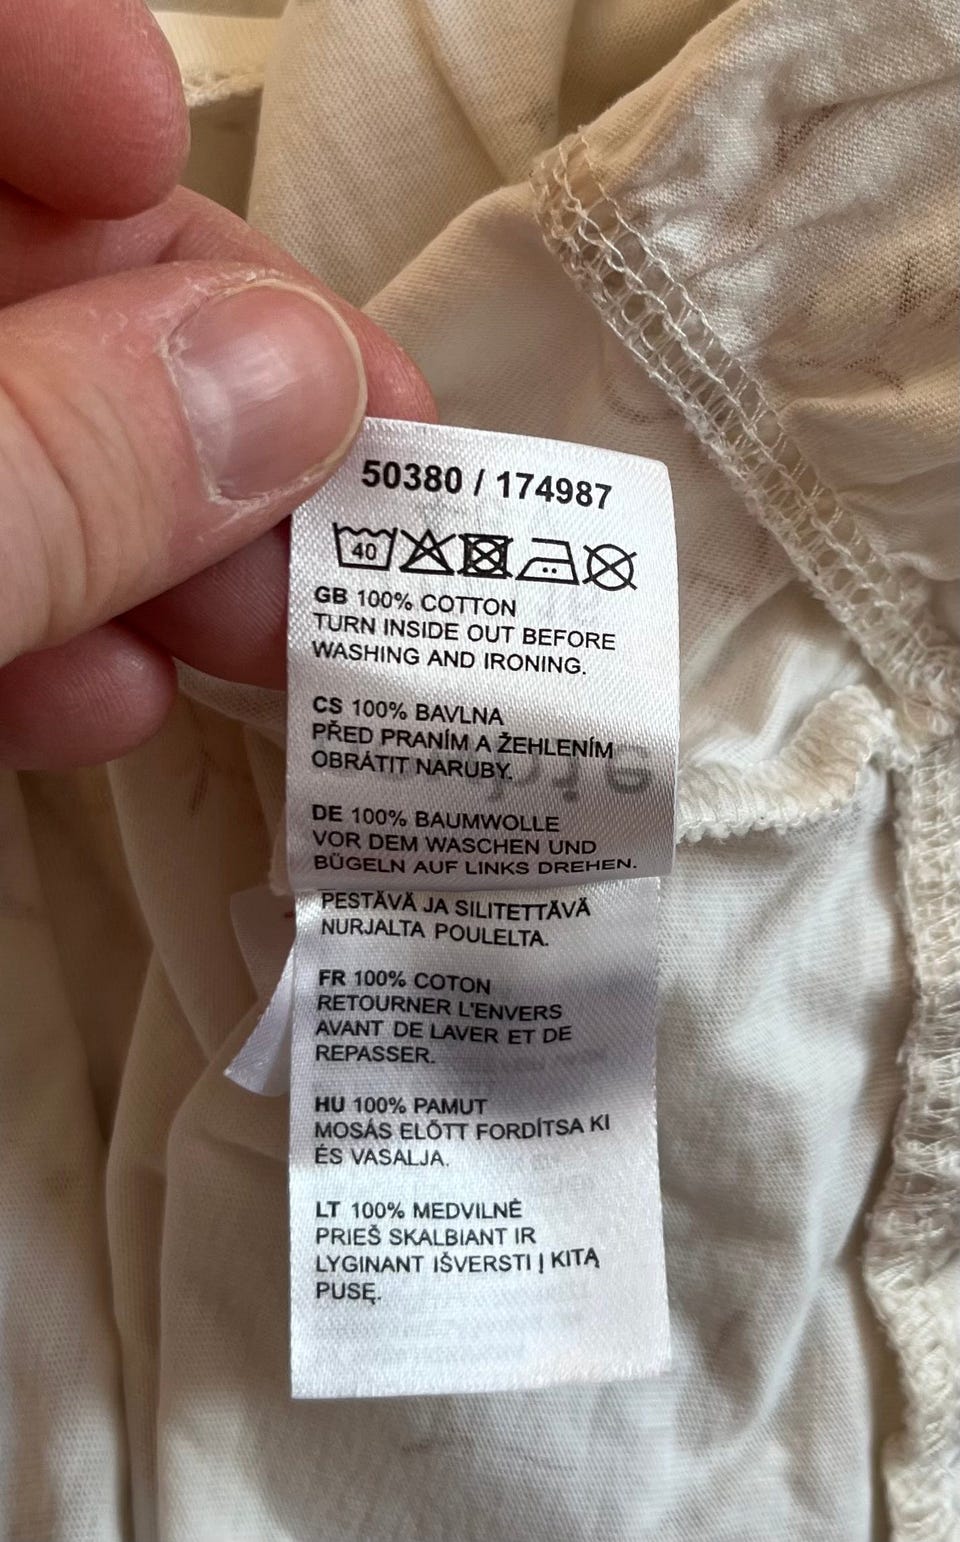 50380 / 174987
40
GB 100% COTTON
TURN INSIDE OUT BEFORE
WASHING AND IRONING.
CS 100% BAVLNA
PŘED PRANÍM A ŽEHLENÍM
OBRÁTIT NARUBY.
DE 100% BAUMWOLLE
VOR DEM WASCHEN UND
BÜGELN AUF LINKS DREHEN.
PESTÄVÄ JA SILITETTÄVÄ
NURJALTA POULELTA.
FR 100% COTON
RETOURNER L'ENVERS
AVANT DE LAVER ET DE
REPASSER.
HU 100% PAMUT
MOSÁS ELŐTT FORDÍTSA KI
ÉS VASALJA.
LT 100% MEDVILNĖ
PRIEŠ SKALBIANT IR
LYGINANT IŠVERSTI Į KITĄ
PUSĘ.